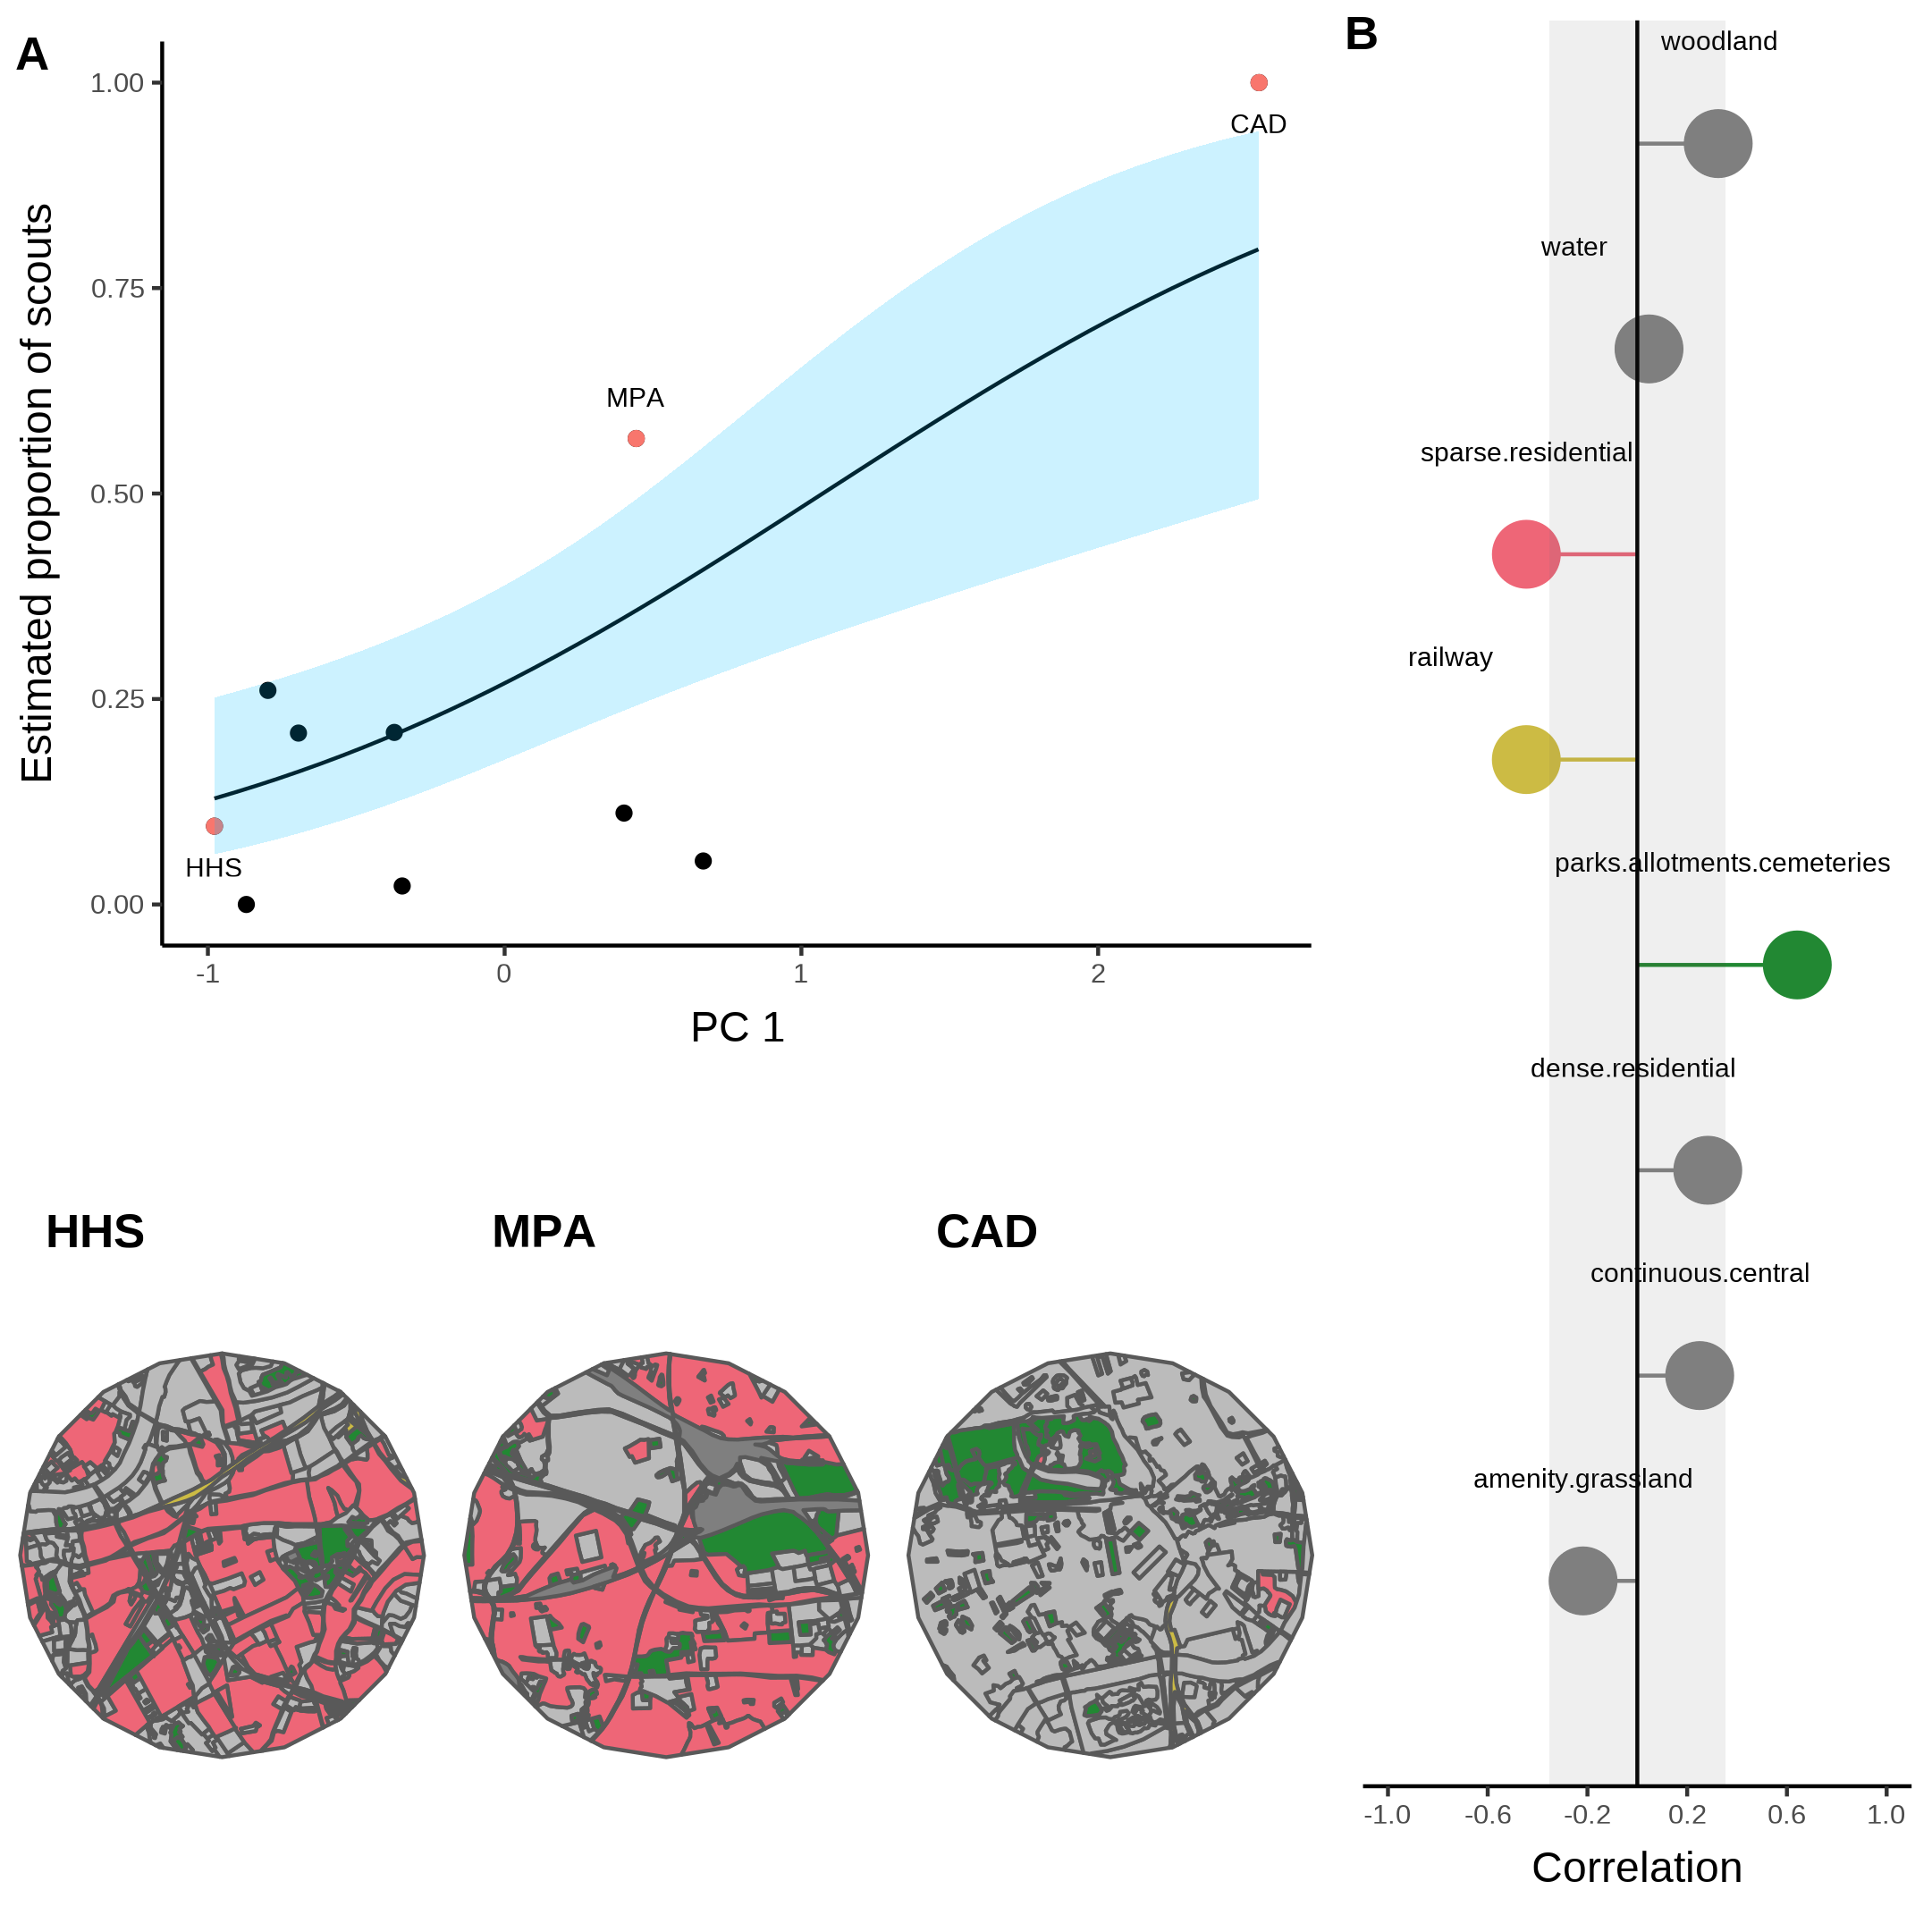 A
Estimated proportion of scouts
1.00
0.75
0.50
0.25
0.00
CAD
MPA
HHS
-1
0
1
2
PC 1
HHS
MPA
CAD
B
woodland
water
sparse.residential
railway
parks.allotments.cemeteries
dense.residential
continuous.central
amenity.grassland
-1.0
-0.6
-0.2
0.2
0.6
1.0
Correlation